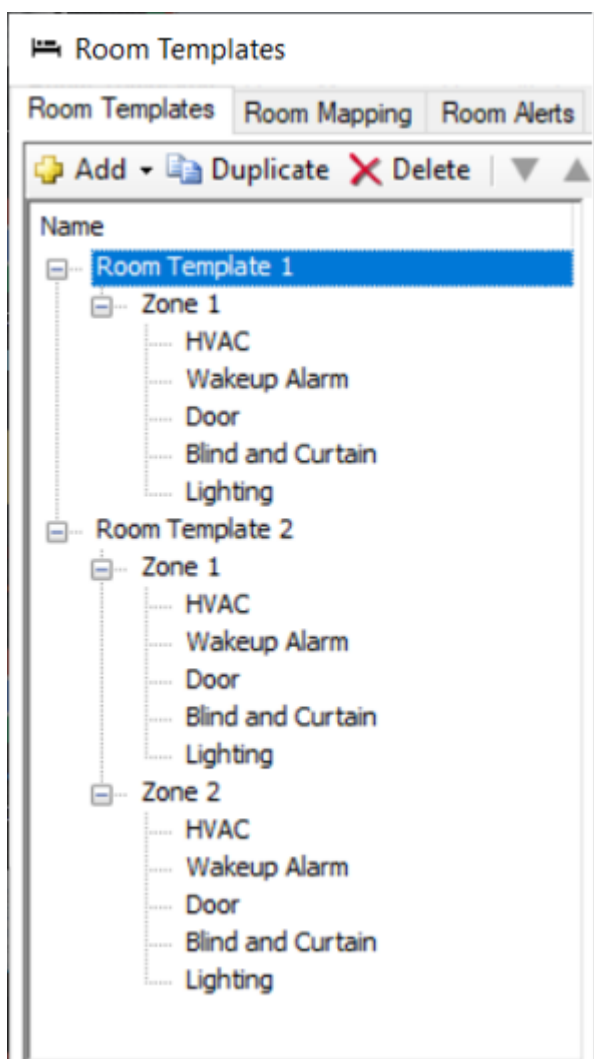 Room Templates
Room Templates Room Mapping Room Alerts
Add Duplicate Delete
Name
Room Template 1
Zone 1
HVAC
Wakeup Alarm
Door
Blind and Curtain
Lighting
Room Template 2
Zone 1
HVAC
Wakeup Alarm
Door
Blind and Curtain
Lighting
Zone 2
HVAC
Wakeup Alarm
Door
Blind and Curtain
Lighting